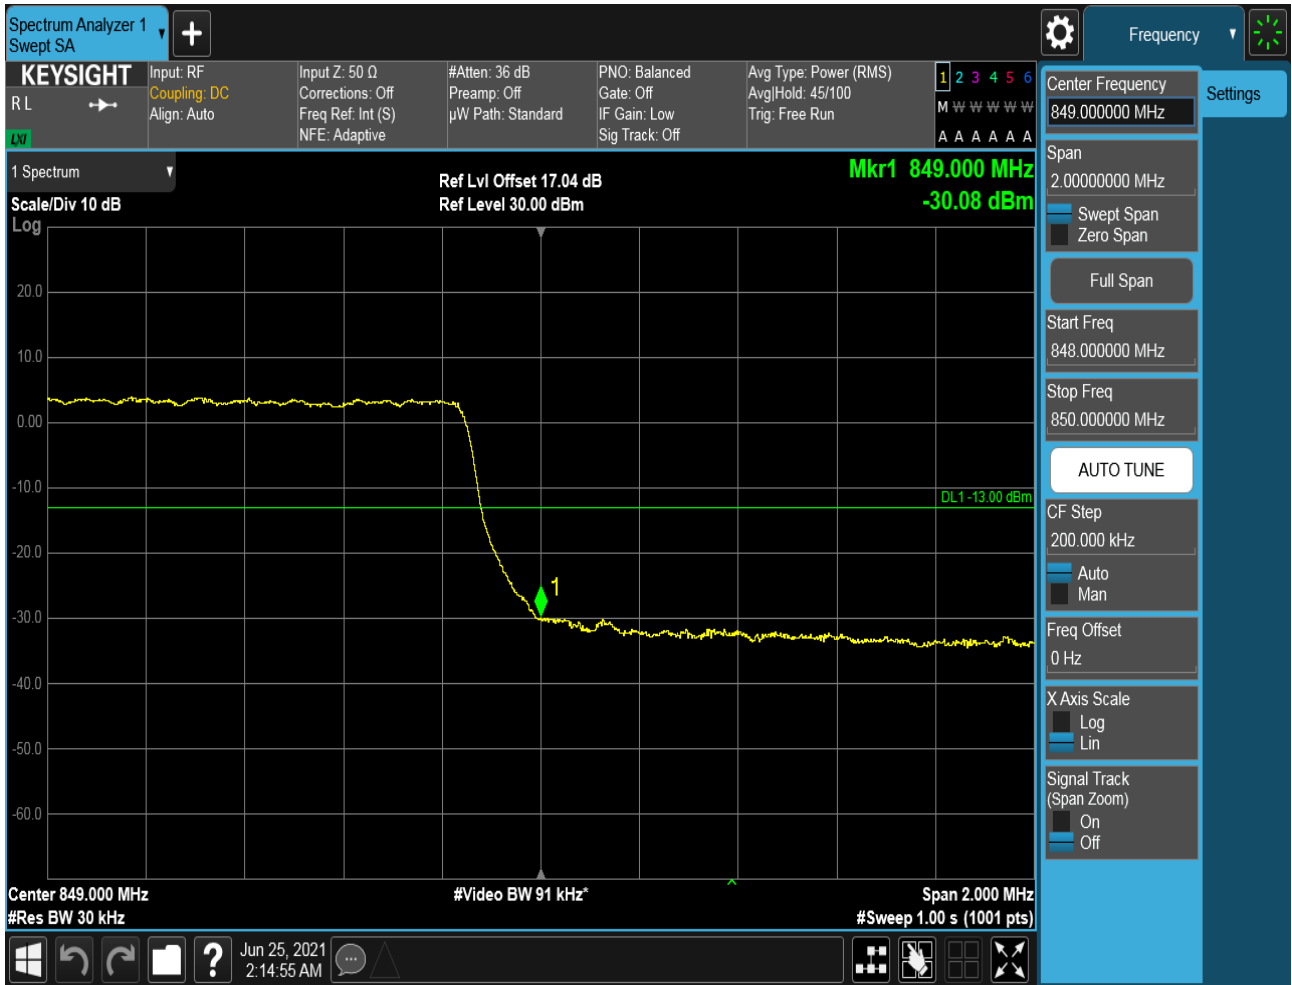 Spectrum Analyzer 1
Swept SA
Frequency
KEYSIGHT
R L
LXI
Input: RF
Coupling: DC
Align: Auto
Input Z: 50 Ω
Corrections: Off
Freq Ref: Int (S)
NFE: Adaptive
#Atten: 36 dB
Preamp: Off
µW Path: Standard
PNO: Balanced
Gate: Off
IF Gain: Low
Sig Track: Off
Avg Type: Power (RMS)
Avg|Hold: 45/100
Trig: Free Run
1 2 3 4 5 6
M W W W W W
A A A A A A
1 Spectrum
Scale/Div 10 dB
Log
Ref Lvl Offset 17.04 dB
Ref Level 30.00 dBm
Mkr1 849.000 MHz
-30.08 dBm
20.0
10.0
0.00
-10.0
-20.0
-30.0
-40.0
-50.0
-60.0
DL1 -13.00 dBm
1
Center 849.000 MHz
#Res BW 30 kHz
#Video BW 91 kHz*
Span 2.000 MHz
#Sweep 1.00 s (1001 pts)
Jun 25, 2021
2:14:55 AM
Center Frequency
849.000000 MHz
Settings
Span
2.00000000 MHz
Swept Span
Zero Span
Full Span
Start Freq
848.000000 MHz
Stop Freq
850.000000 MHz
AUTO TUNE
CF Step
200.000 kHz
Auto
Man
Freq Offset
0 Hz
X Axis Scale
Log
Lin
Signal Track
(Span Zoom)
On
Off